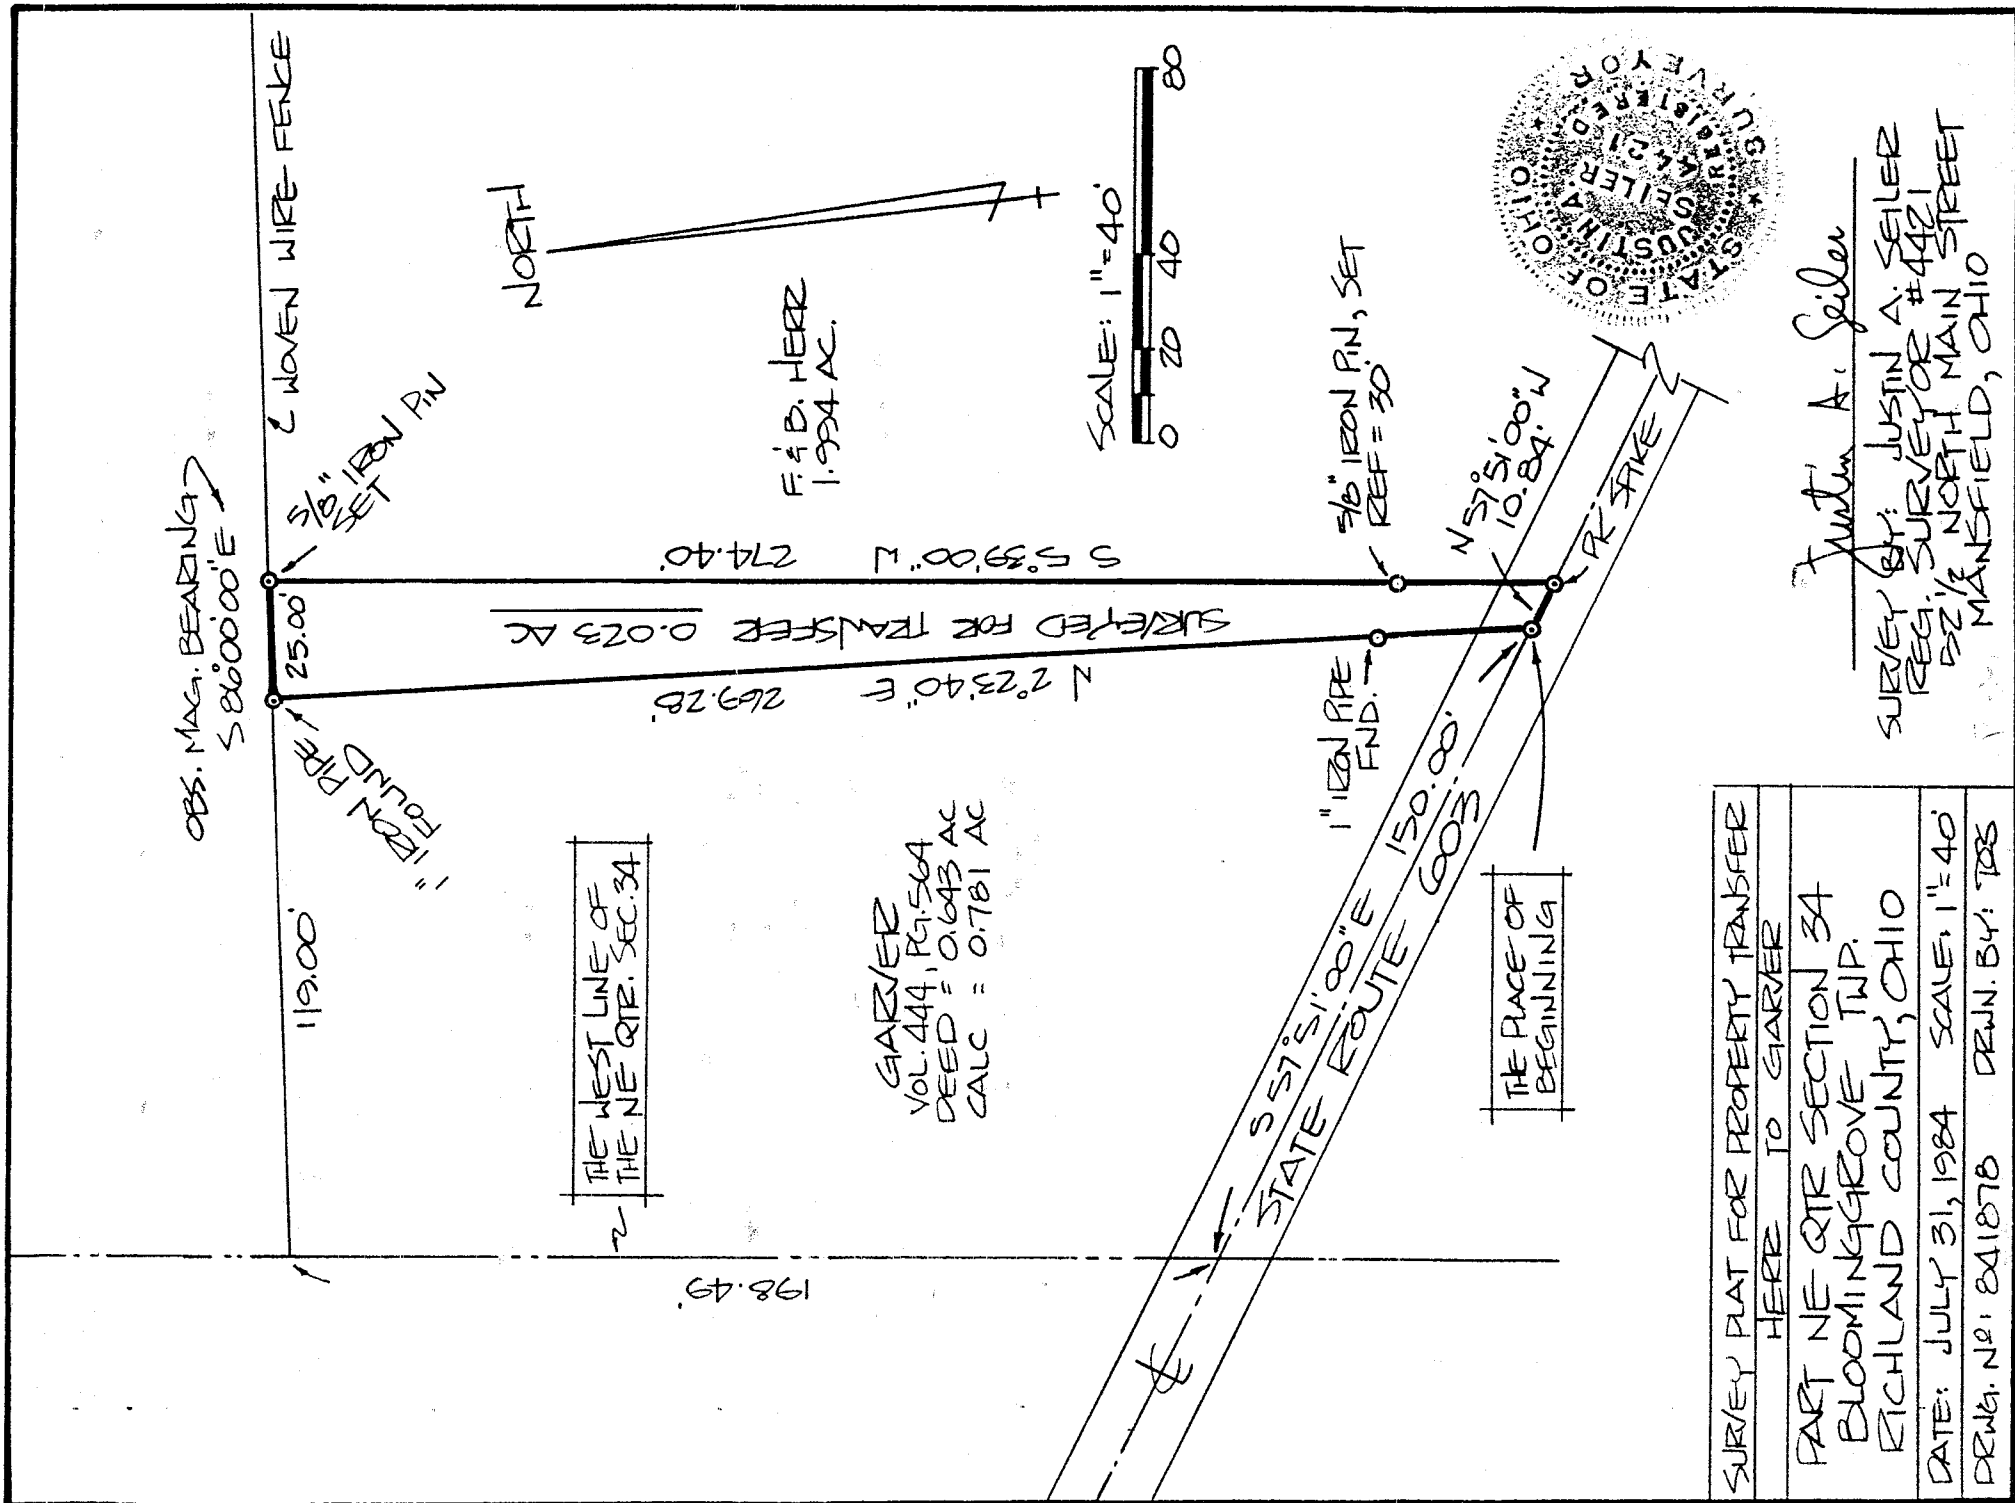 OBS. MAG. BEARING
S 86°00'00" E
WOVEN WIRE FENCE
119.00'
25.00'
1" IRON PIPE
FOUND
5/8" IRON PIN
SET
NORTH
THE WEST LINE OF
THE NE QTR. SEC. 34
198.49'
GARVER
VOL. 444, PG. 564
DEED = 0.643 AC
CALC = 0.781 AC
N 2°23'40" E 269.28'
SURVEYED FOR TRANSFER 0.023 AC
S 5°39'00" W 274.40'
F. & B. HERR
1.994 AC.
SCALE: 1"=40'
0 20 40 80
1" IRON PIPE
FND.
5/8" IRON PIN, SET
REF = 30'
N 57°51'00" W
10.84'
S 57°51'00" E 150.00'
STATE ROUTE 603
PK SPIKE
THE PLACE OF
BEGINNING
STATE OF OHIO
JUSTIN A.
SEILER
4421
REGISTERED
SURVEYOR
Justin A. Seiler
SURVEY BY: JUSTIN A. SEILER
REG. SURVEYOR #4421
52 1/2 NORTH MAIN STREET
MANSFIELD, OHIO
SURVEY PLAT FOR PROPERTY TRANSFER
HERR TO GARVER
PART NE QTR SECTION 34
BLOOMINGGROVE TWP.
RICHLAND COUNTY, OHIO
DATE: JULY 31, 1984 SCALE: 1"=40'
DRWG. NO: 84187B DRWN. BY: TDS